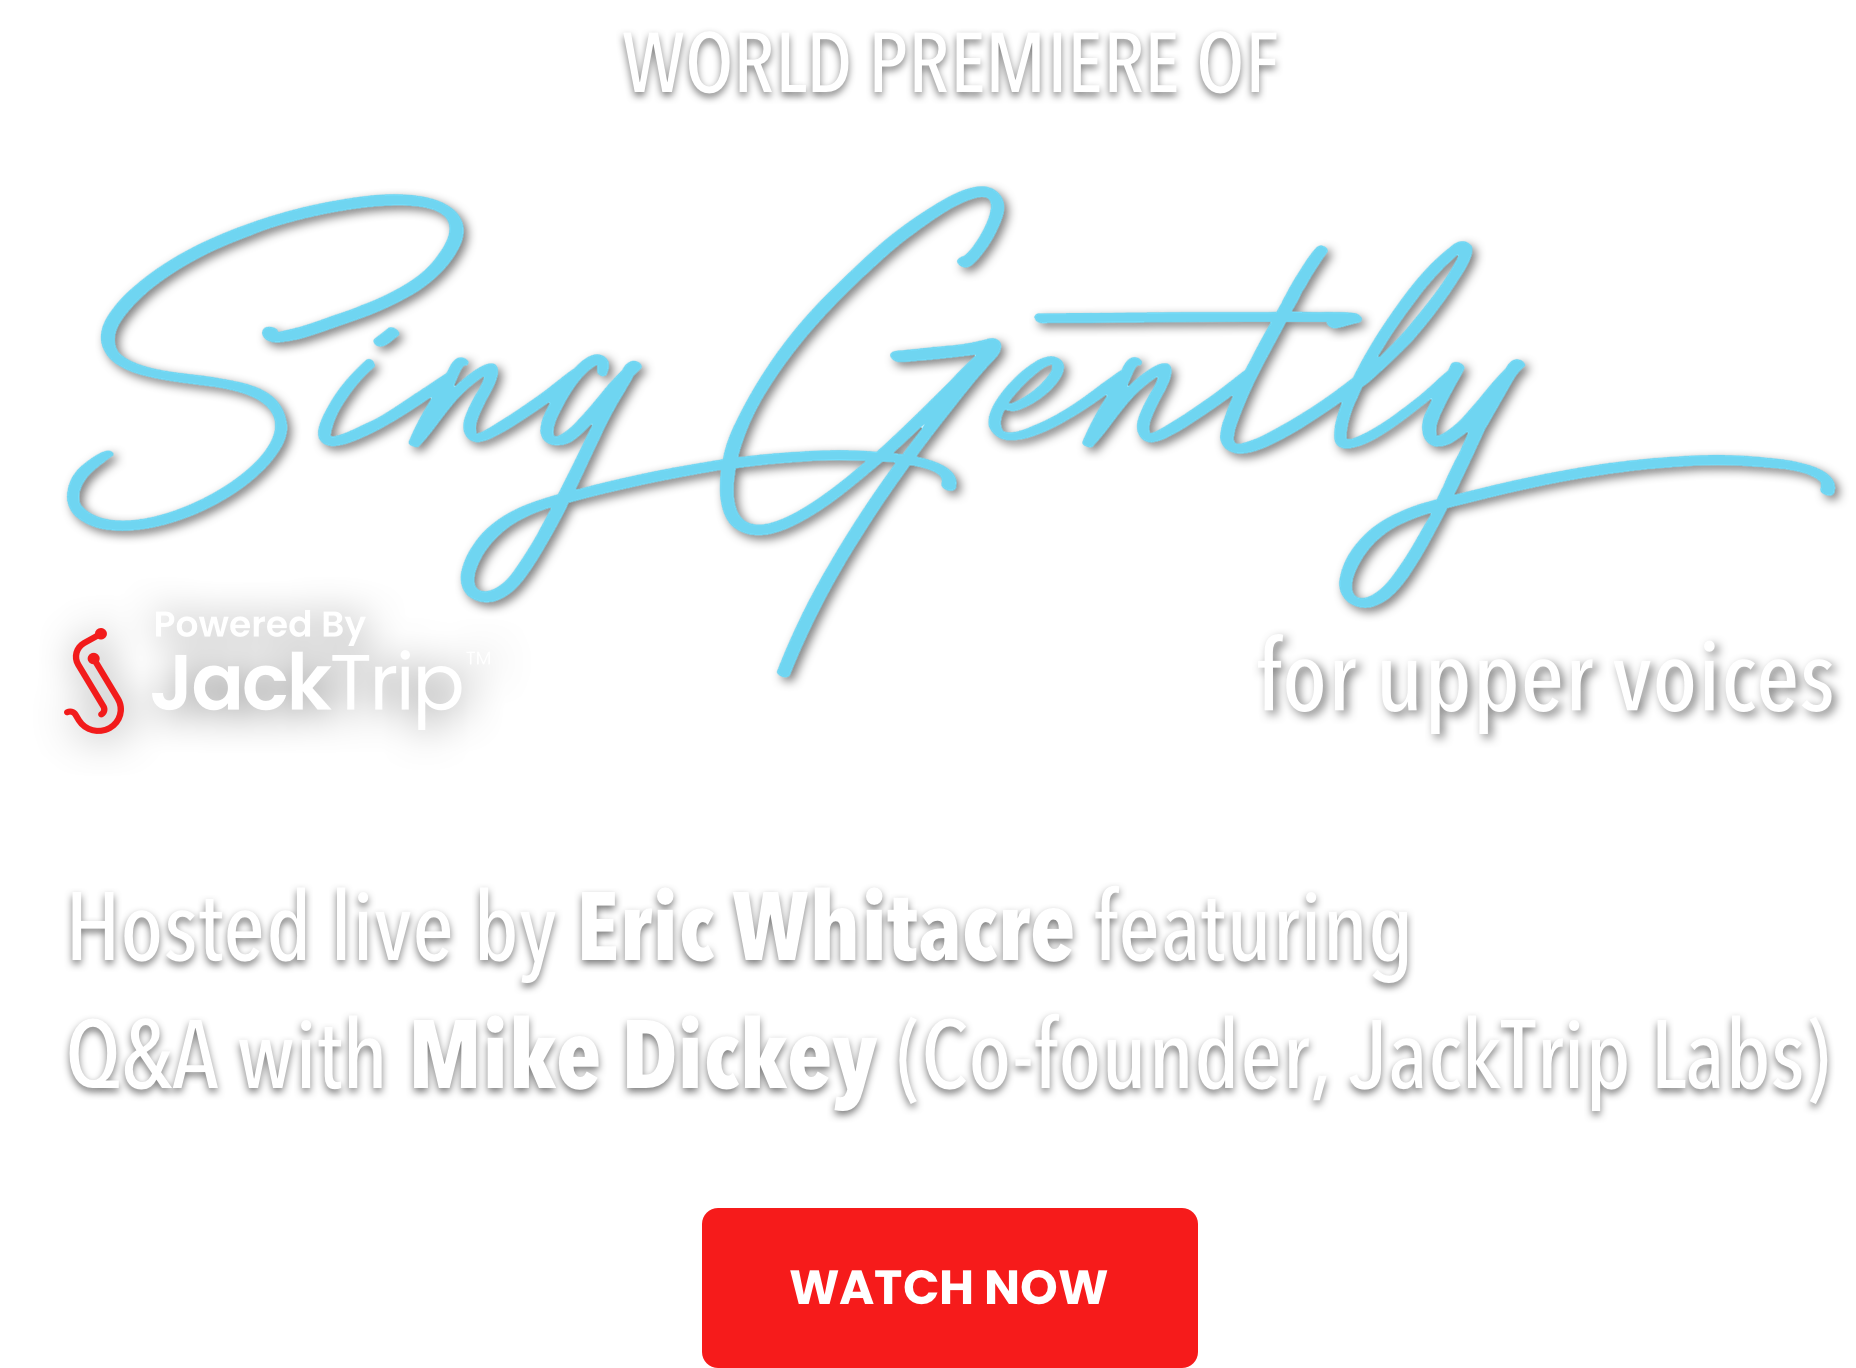 WORLD PREMIERE OF
Sing Gently
Powered By
JackTrip™
for upper voices
Hosted live by Eric Whitacre featuring
Q&A with Mike Dickey (Co-founder, JackTrip Labs)
WATCH NOW